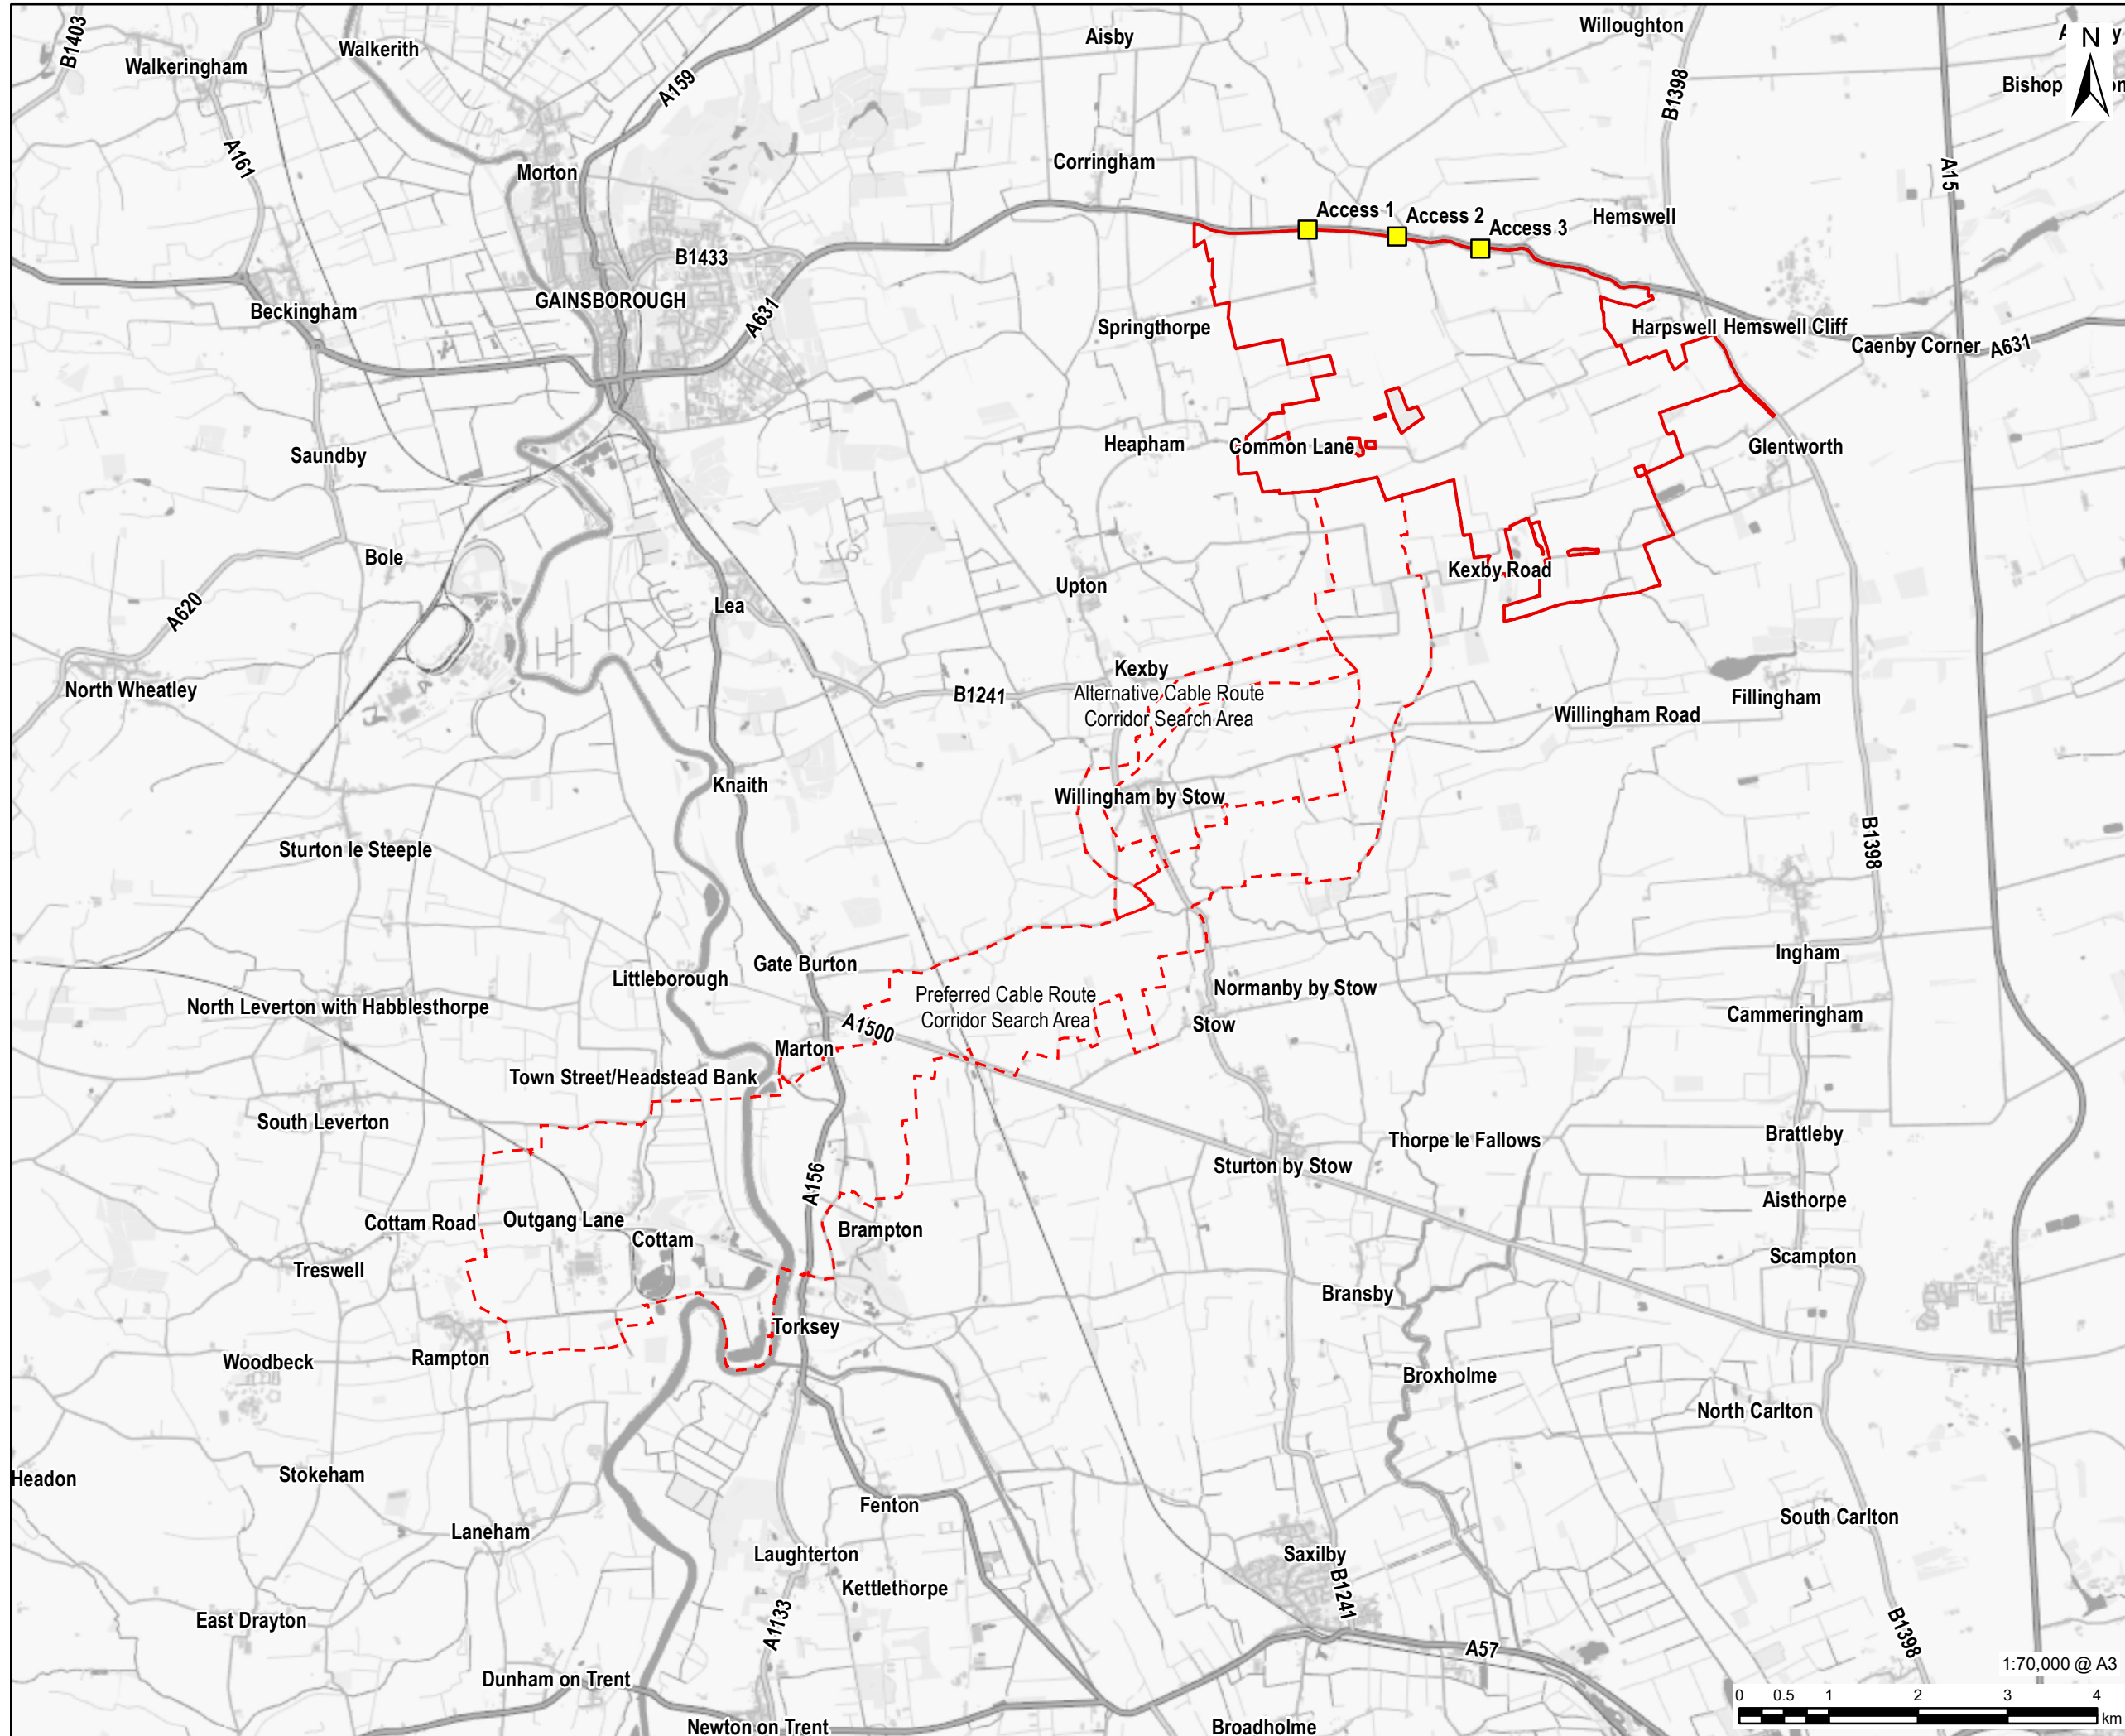 B1403
Walkerith
Walkeringham
A159
Aisby
Willoughton
N
Bishop
B1398
A161
Morton
Corringham
A15
Access 1
Access 2
Access 3
Hemswell
B1433
GAINSBOROUGH
Beckingham
A631
Springthorpe
Harpswell
Hemswell Cliff
Caenby Corner
A631
Saundby
Heapham
Common Lane
Glentworth
Bole
Upton
Kexby Road
A620
Lea
North Wheatley
Kexby
B1241
Alternative Cable Route
Corridor Search Area
Willingham Road
Fillingham
Knaith
Willingham by Stow
B1398
Sturton le Steeple
Gate Burton
Littleborough
Ingham
North Leverton with Habblesthorpe
Preferred Cable Route
Corridor Search Area
Normanby by Stow
Cammeringham
A1500
Stow
Marton
Town Street/Headstead Bank
South Leverton
Thorpe le Fallows
Brattleby
Sturton by Stow
A156
Aisthorpe
Cottam Road
Outgang Lane
Cottam
Brampton
Scampton
Treswell
Bransby
Torksey
Woodbeck
Rampton
Broxholme
North Carlton
Headon
Stokeham
Fenton
South Carlton
Laneham
Laughterton
Saxilby
Kettlethorpe
B1241
East Drayton
A1133
B1398
A57
Dunham on Trent
1:70,000 @ A3
Newton on Trent
Broadholme
0 0.5 1 2 3 4
km